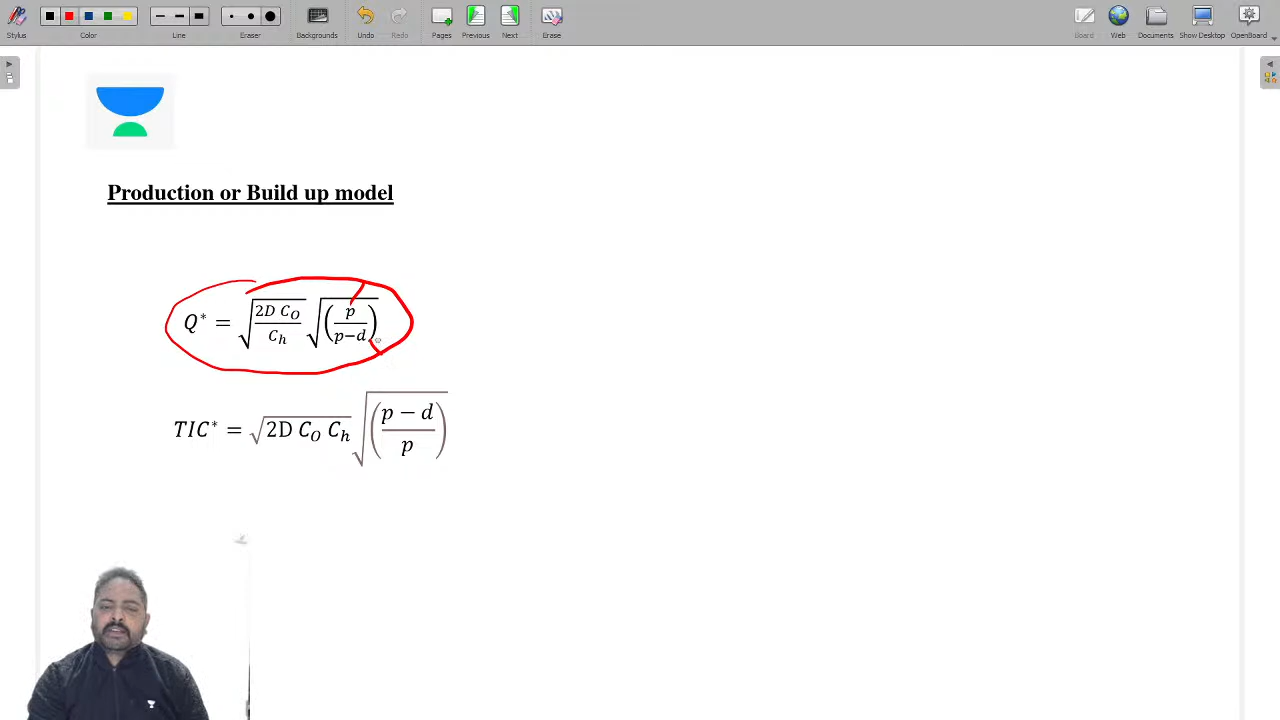 Stylus Color Line Eraser Backgrounds Undo Redo Pages Previous Next Erase Board Web Documents Show Desktop OpenBoard
Production or Build up model
Q* = √(2D C_O / C_h) √(p / (p−d))
TIC* = √(2D C_O C_h) √((p − d) / p)